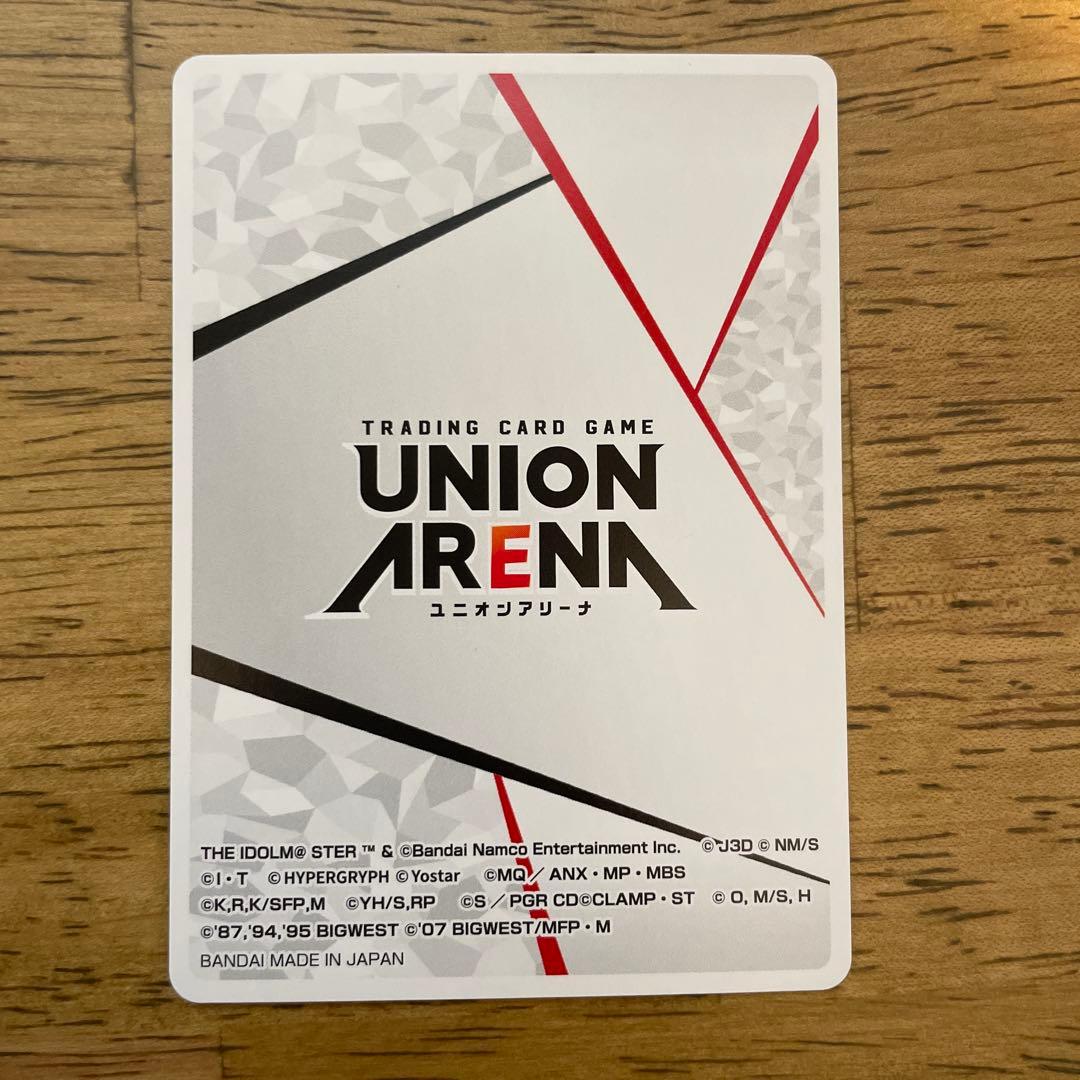 TRADING CARD GAME
UNION
ARENA
ユニオンアリーナ
THE IDOLM@ STER ™ & ©Bandai Namco Entertainment Inc. © J3D © NM/S
©I・T ©HYPERGRYPH ©Yostar ©MQ／ANX・MP・MBS
©K,R,K/SFP,M ©YH/S,RP ©S／PGR CD©CLAMP・ST © O, M/S, H
©'87,'94,'95 BIGWEST ©'07 BIGWEST/MFP・M
BANDAI MADE IN JAPAN